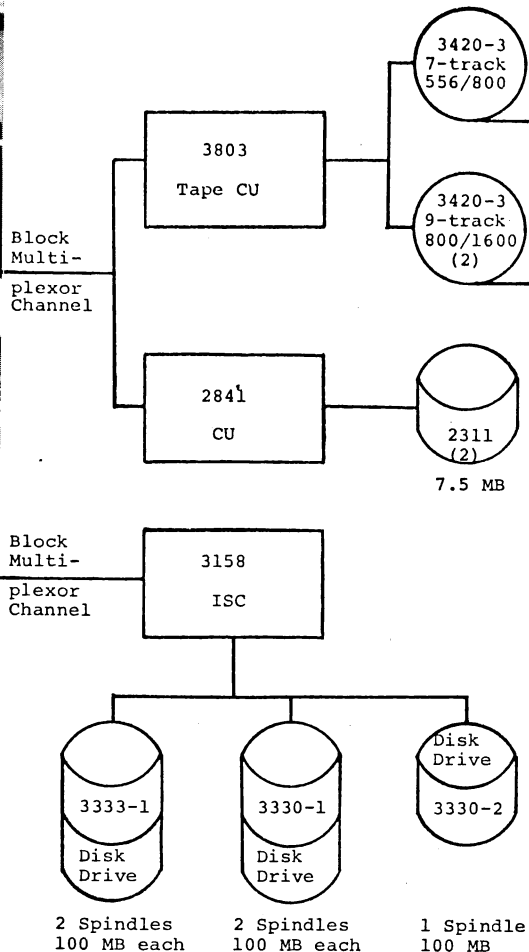 3420-3
7-track
556/800
3803
Tape CU
3420-3
9-track
800/1600
(2)
Block
Multi-
plexor
Channel
2841
CU
2311
(2)
7.5 MB
Block
Multi-
plexor
Channel
3158
ISC
3333-1
Disk
Drive
3330-1
Disk
Drive
Disk
Drive
3330-2
2 Spindles
100 MB each
2 Spindles
100 MB each
1 Spindle
100 MB